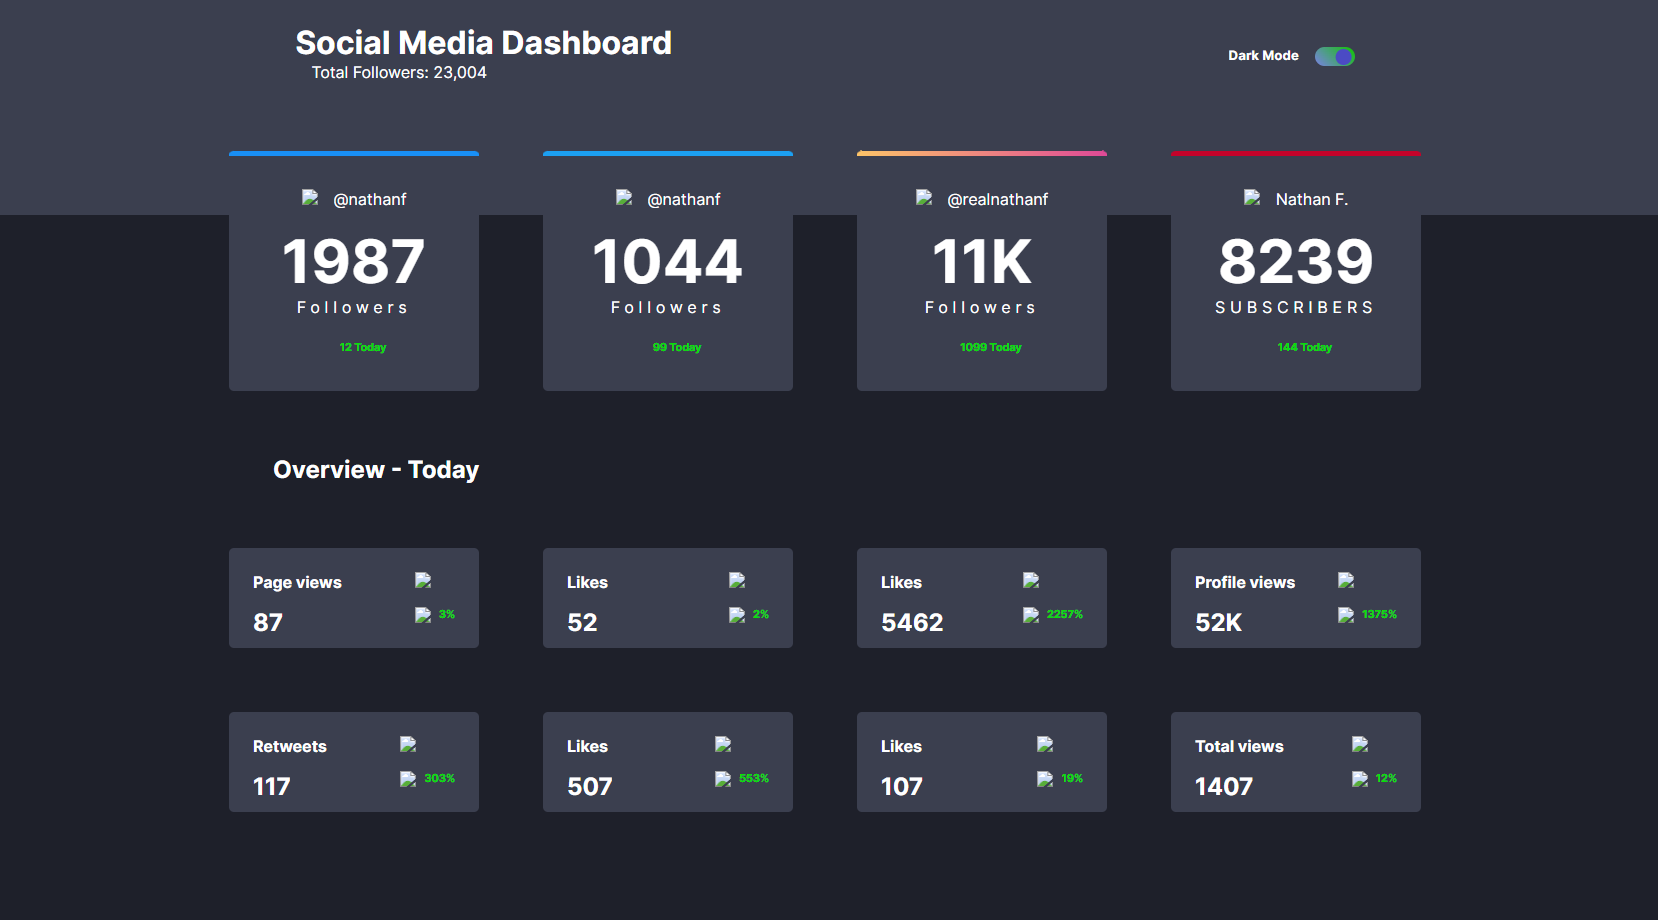 Social Media Dashboard
Total Followers: 23,004
Dark Mode
@nathanf
1987
Followers
12 Today
@nathanf
1044
Followers
99 Today
@realnathanf
11K
Followers
1099 Today
Nathan F.
8239
SUBSCRIBERS
144 Today
Overview - Today
Page views
87
3%
Likes
52
2%
Likes
5462
2257%
Profile views
52K
1375%
Retweets
117
303%
Likes
507
553%
Likes
107
19%
Total views
1407
12%